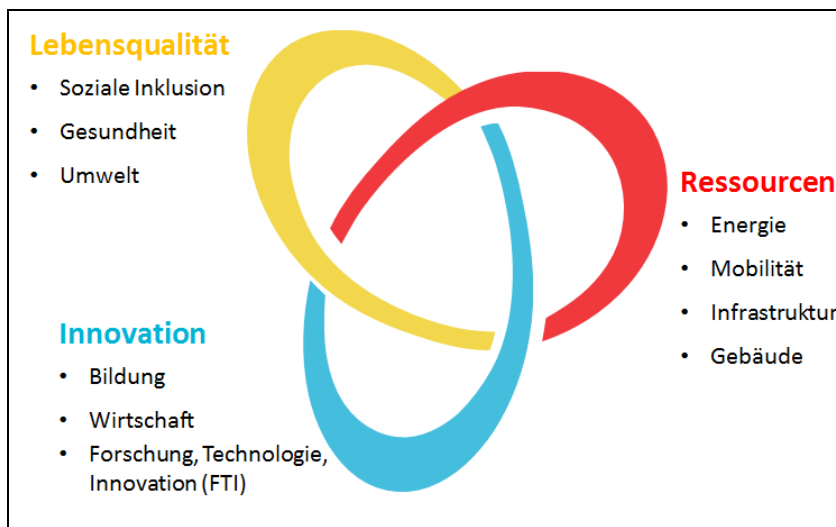 Lebensqualität
• Soziale Inklusion
• Gesundheit
• Umwelt
Ressourcen
• Energie
• Mobilität
• Infrastruktur
• Gebäude
Innovation
• Bildung
• Wirtschaft
• Forschung, Technologie,
Innovation (FTI)